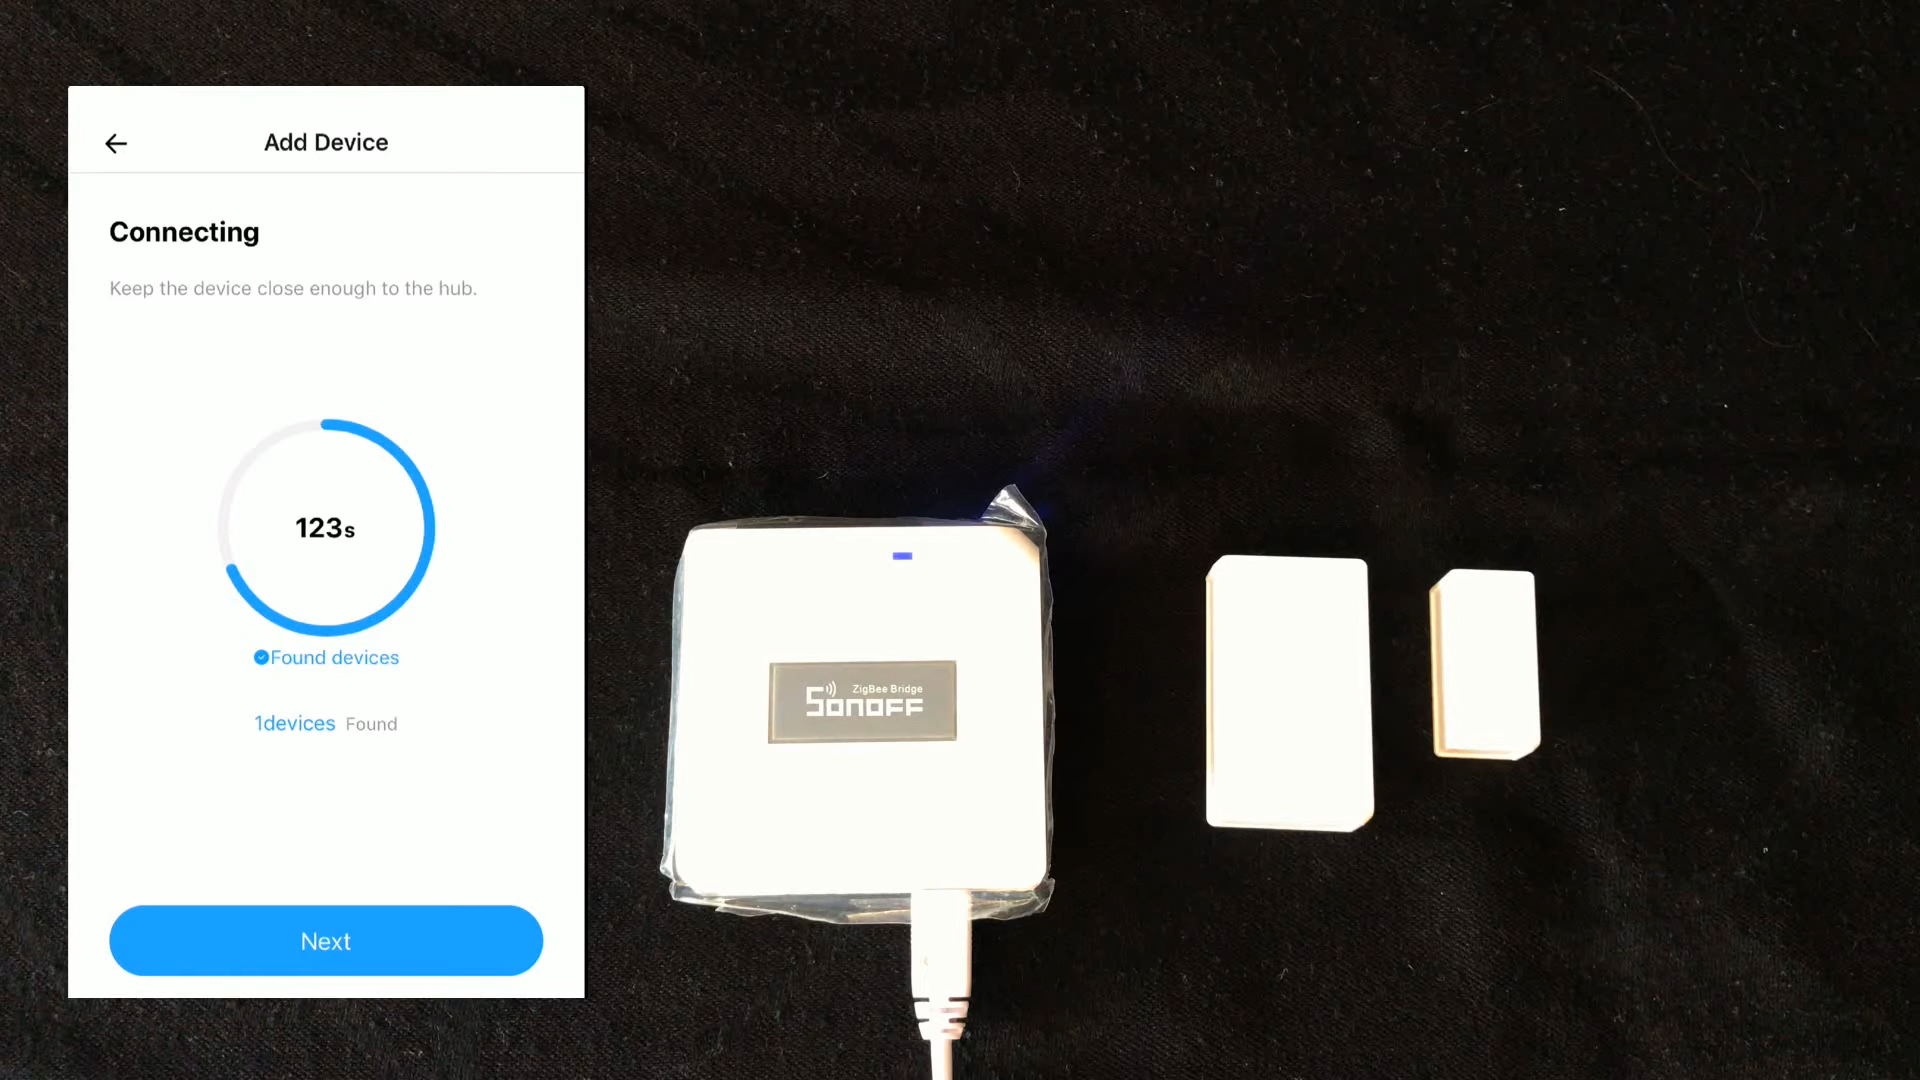 Add Device
Connecting
Keep the device close enough to the hub.
123s
Found devices
1devices Found
Next
ZigBee Bridge
SONOFF